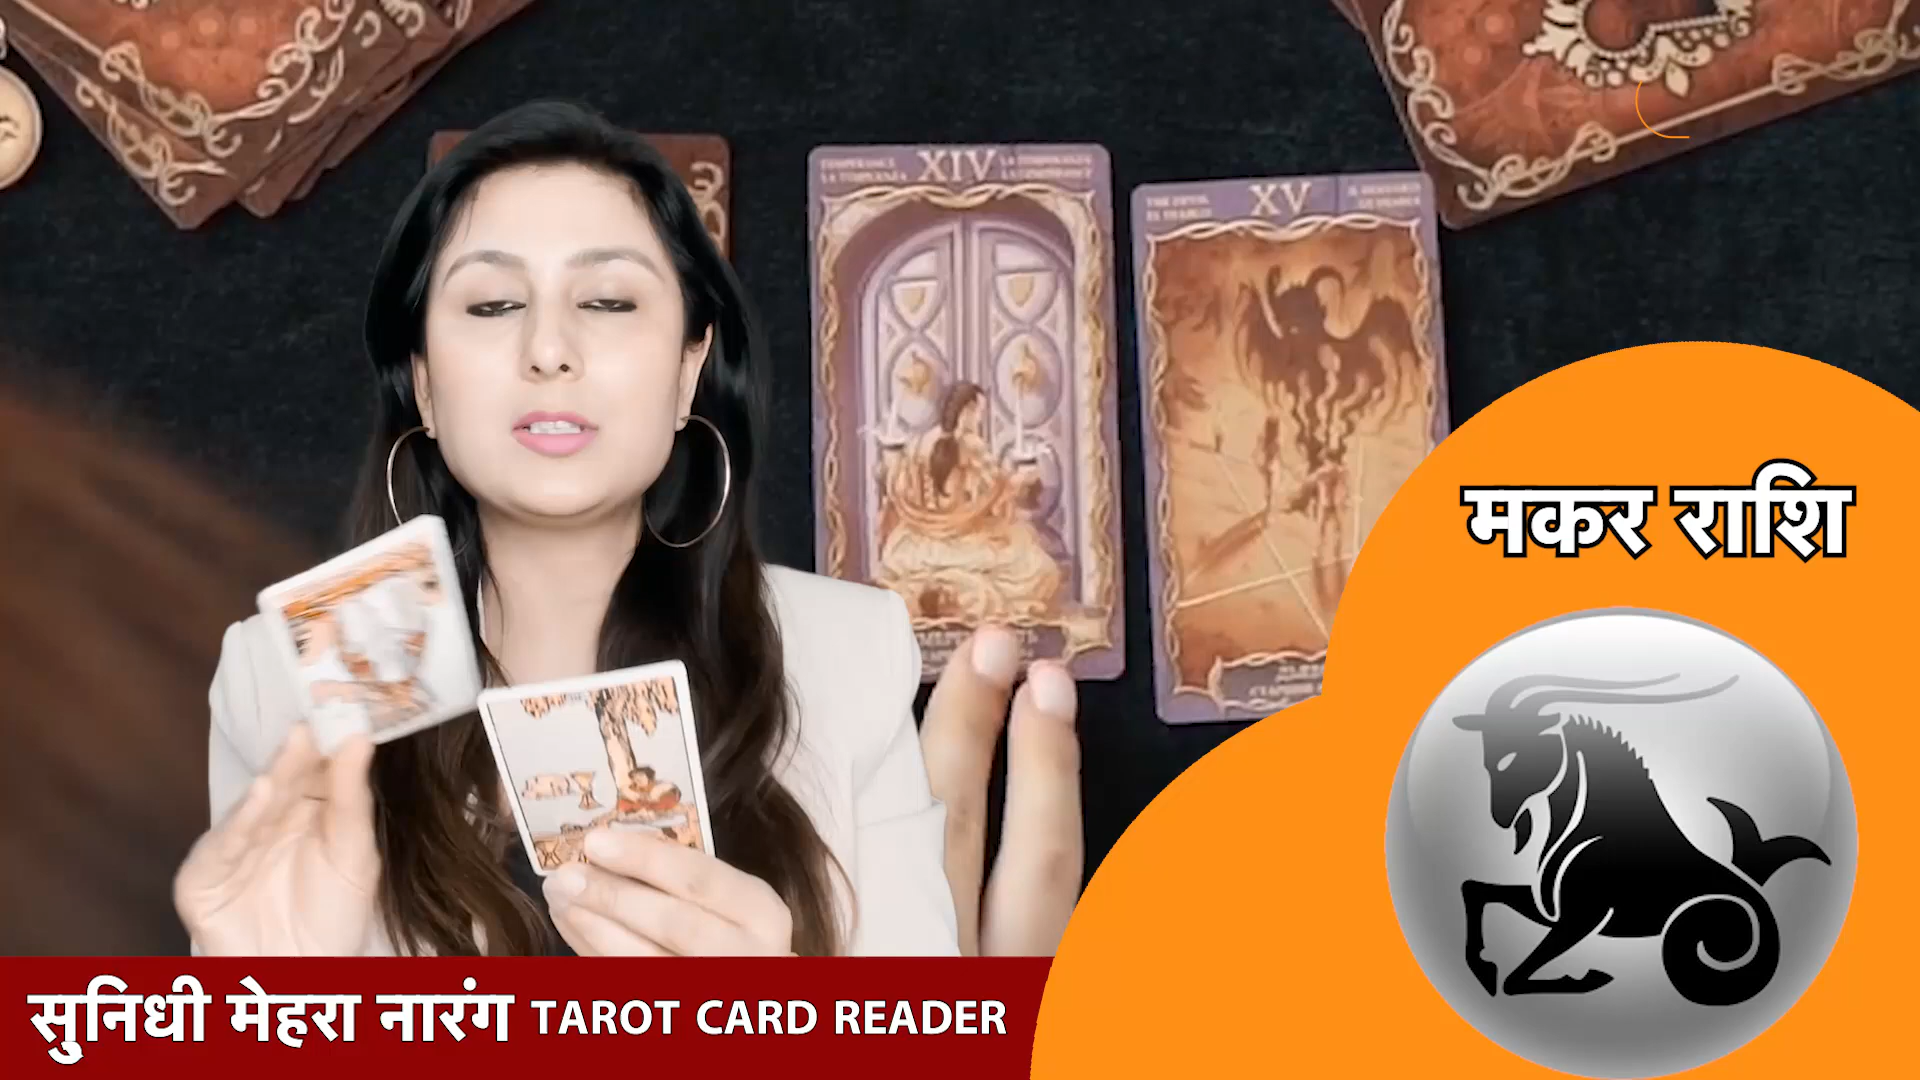 XIV
XV
मकर राशि
सुनिधी मेहरा नारंग TAROT CARD READER